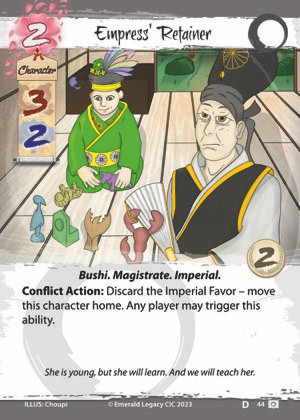 2
Empress' Retainer
Character
3
2
2
Bushi. Magistrate. Imperial.
Conflict Action: Discard the Imperial Favor – move
this character home. Any player may trigger this
ability.
She is young, but she will learn. And we will teach her.
ILLUS: Choupi © Emerald Legacy CIC 2023 D 44